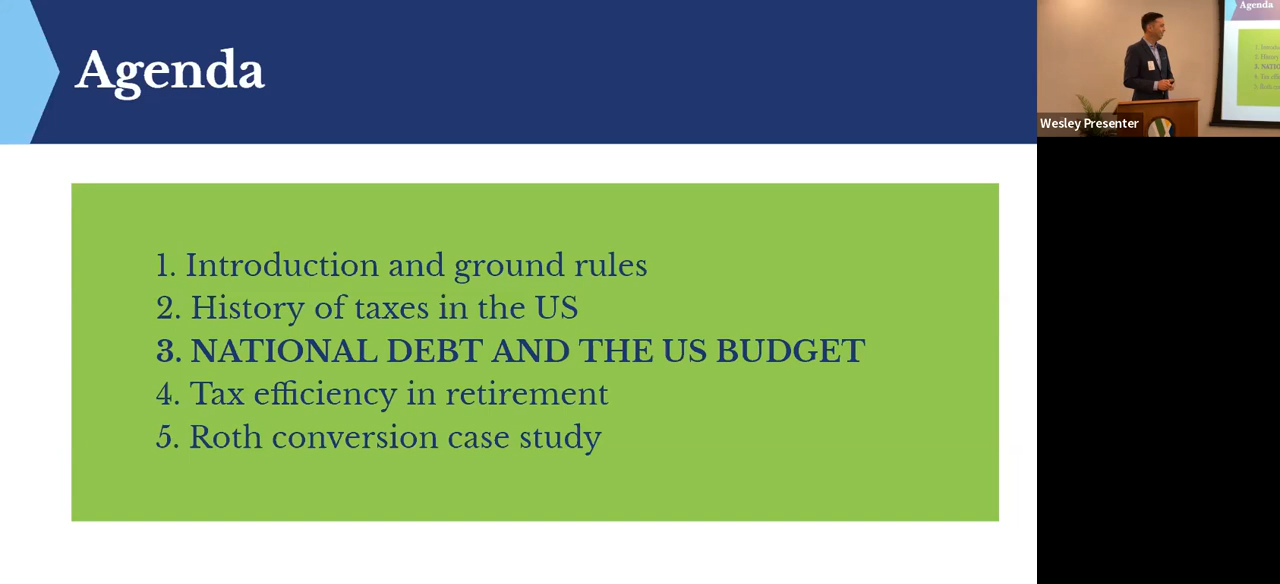 Agenda
1. Introduction and ground rules
2. History of taxes in the US
3. NATIONAL DEBT AND THE US BUDGET
4. Tax efficiency in retirement
5. Roth conversion case study
Agenda
Wesley Presenter